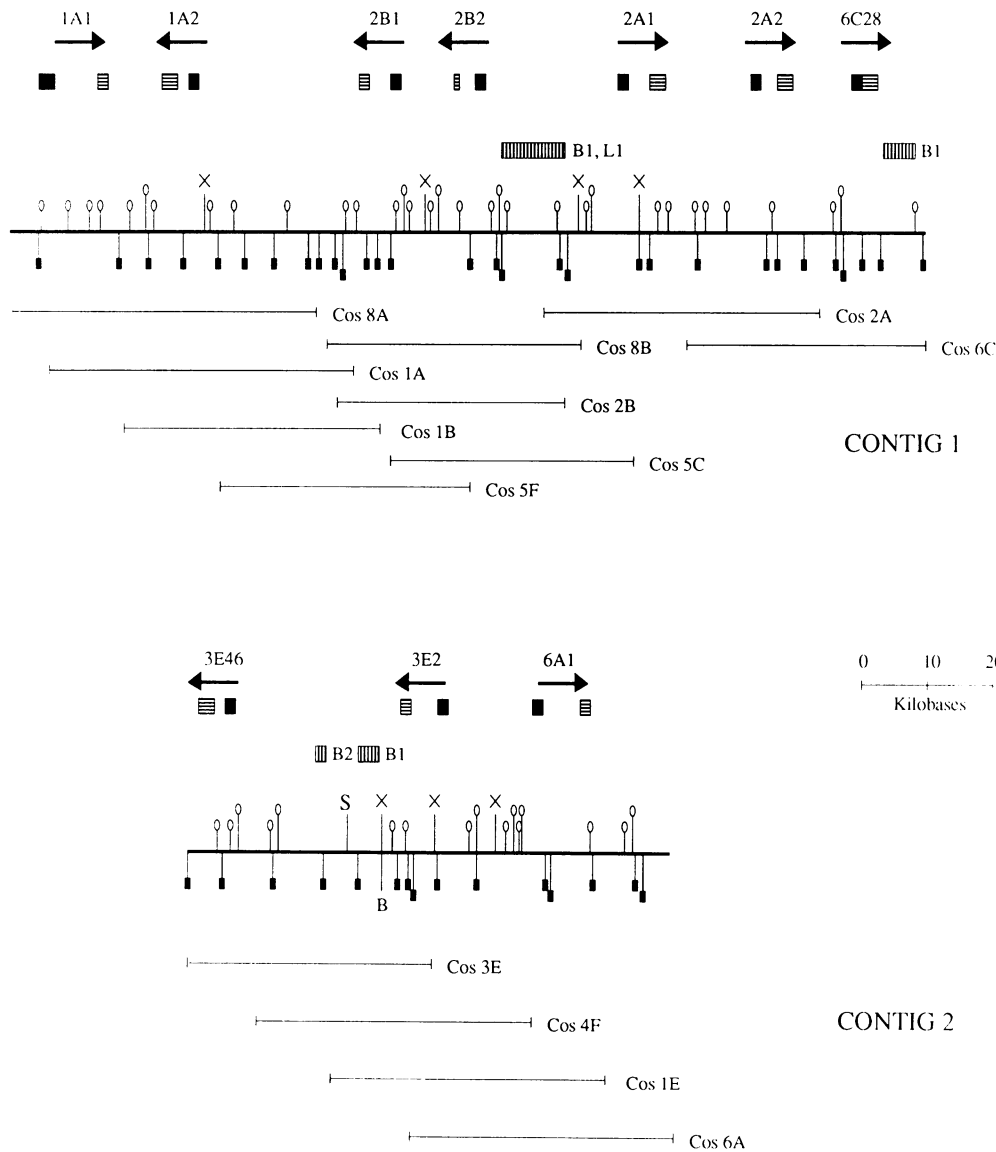 1A1 1A2 2B1 2B2 2A1 2A2 6C28
B1, L1 B1
X X X X
Cos 8A Cos 2A
Cos 8B Cos 6C
Cos 1A
Cos 2B
Cos 1B
CONTIG 1
Cos 5C
Cos 5F
3E46 3E2 6A1
0 10 20
Kilobases
B2 B1
S X X X
B
Cos 3E
Cos 4F
CONTIG 2
Cos 1E
Cos 6A